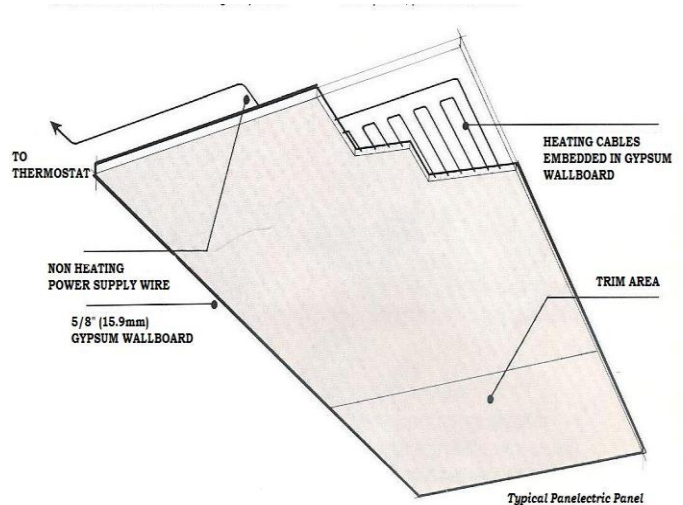 TO
THERMOSTAT
HEATING CABLES
EMBEDDED IN GYPSUM
WALLBOARD
NON HEATING
POWER SUPPLY WIRE
TRIM AREA
5/8" (15.9mm)
GYPSUM WALLBOARD
Typical Panelectric Panel